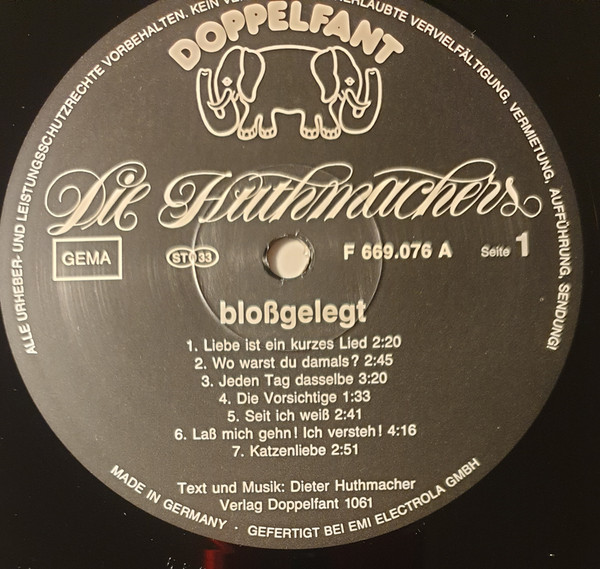 ALLE URHEBER- UND LEISTUNGSSCHUTZRECHTE VORBEHALTEN. KEIN VER ERLAUBTE VERVIELFÄLTIGUNG, VERMIETUNG, AUFFÜHRUNG, SENDUNG!
DOPPELFANT
Die Huthmachers
GEMA
ST 33
F 669.076 A
Seite 1
bloßgelegt
1. Liebe ist ein kurzes Lied 2:20
2. Wo warst du damals? 2:45
3. Jeden Tag dasselbe 3:20
4. Die Vorsichtige 1:33
5. Seit ich weiß 2:41
6. Laß mich gehn! Ich versteh! 4:16
7. Katzenliebe 2:51
Text und Musik: Dieter Huthmacher
Verlag Doppelfant 1061
MADE IN GERMANY · GEFERTIGT BEI EMI ELECTROLA GMBH